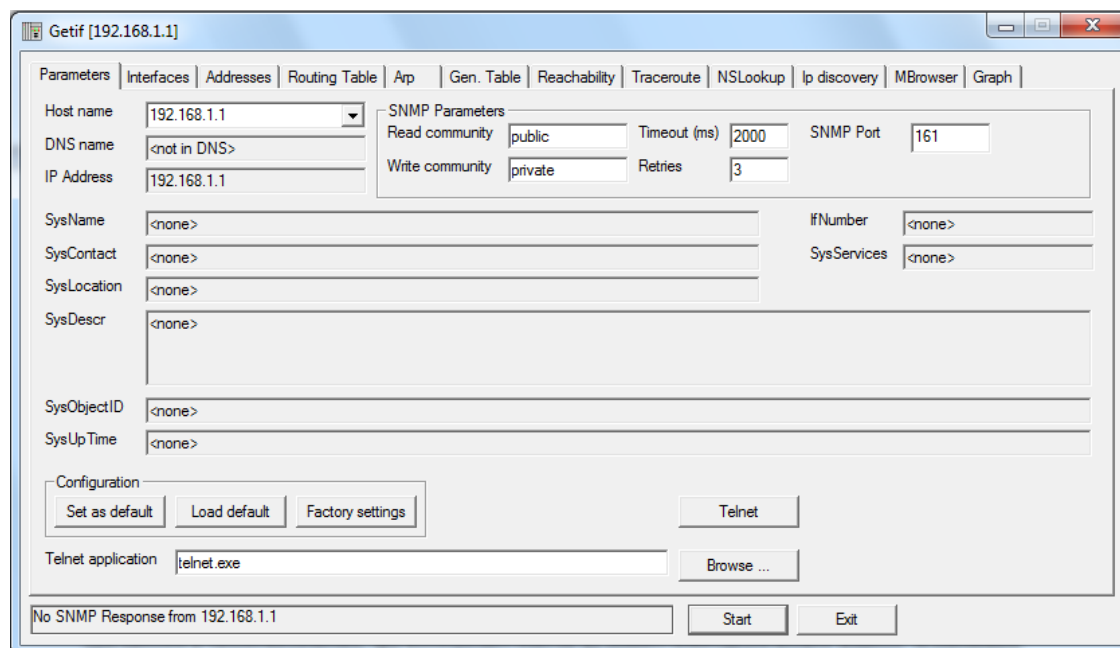 Getif [192.168.1.1]
Parameters Interfaces Addresses Routing Table Arp Gen. Table Reachability Traceroute NSLookup Ip discovery MBrowser Graph
Host name 192.168.1.1
DNS name <not in DNS>
IP Address 192.168.1.1
SNMP Parameters
Read community public Timeout (ms) 2000 SNMP Port 161
Write community private Retries 3
SysName <none> IfNumber <none>
SysContact <none> SysServices <none>
SysLocation <none>
SysDescr <none>
SysObjectID <none>
SysUpTime <none>
Configuration
Set as default Load default Factory settings Telnet
Telnet application telnet.exe Browse ...
No SNMP Response from 192.168.1.1 Start Exit